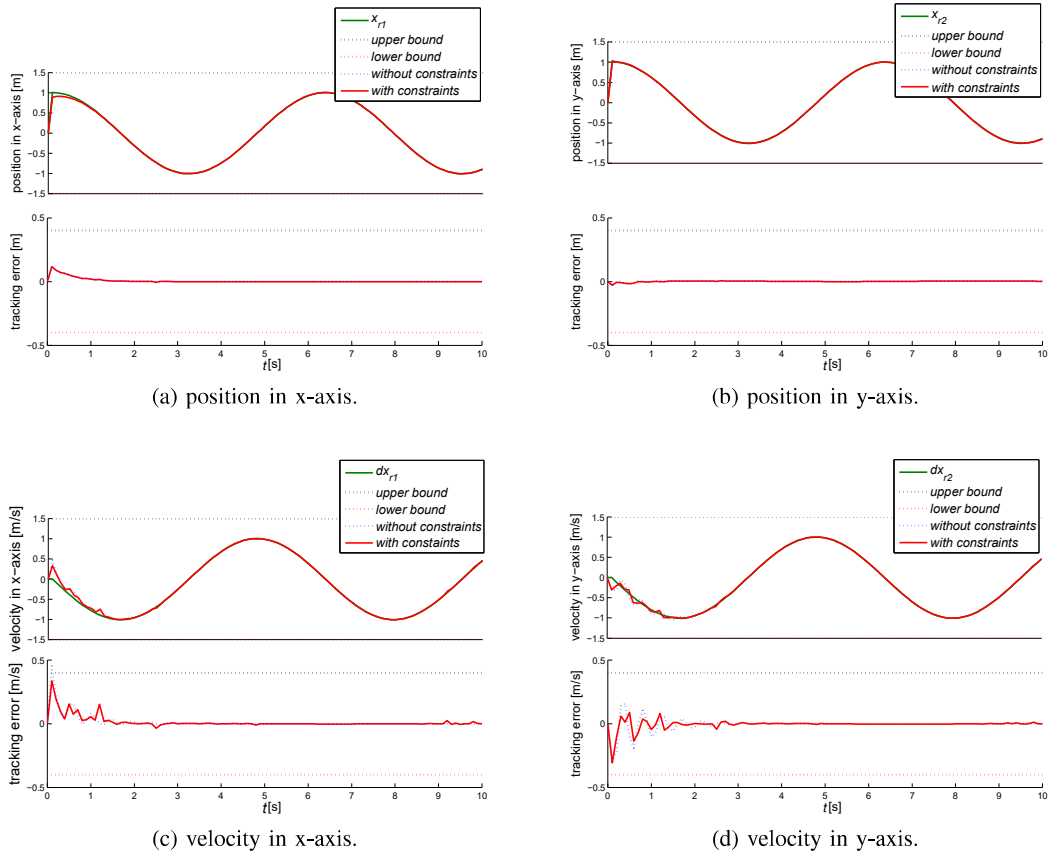 x_{r1}
upper bound
lower bound
without constraints
with constraints
position in x-axis [m]
1.5
1
0.5
0
−0.5
−1
−1.5
tracking error [m]
0.5
0
−0.5
0 1 2 3 4 5 6 7 8 9 10
t[s]
(a) position in x-axis.
x_{r2}
upper bound
lower bound
without constraints
with constraints
position in y−axis [m]
1.5
1
0.5
0
−0.5
−1
−1.5
tracking error [m]
0.5
0
−0.5
0 1 2 3 4 5 6 7 8 9 10
t[s]
(b) position in y-axis.
dx_{r1}
upper bound
lower bound
without constraints
with constaints
velocity in x−axis [m/s]
1.5
1
0.5
0
−0.5
−1
−1.5
tracking error [m/s]
0.5
0
−0.5
0 1 2 3 4 5 6 7 8 9 10
t[s]
(c) velocity in x-axis.
dx_{r2}
upper bound
lower bound
without constraints
with constraints
velocity in y−axis [m/s]
1.5
1
0.5
0
−0.5
−1
−1.5
tracking error [m/s]
0.5
0
−0.5
0 1 2 3 4 5 6 7 8 9 10
t[s]
(d) velocity in y-axis.